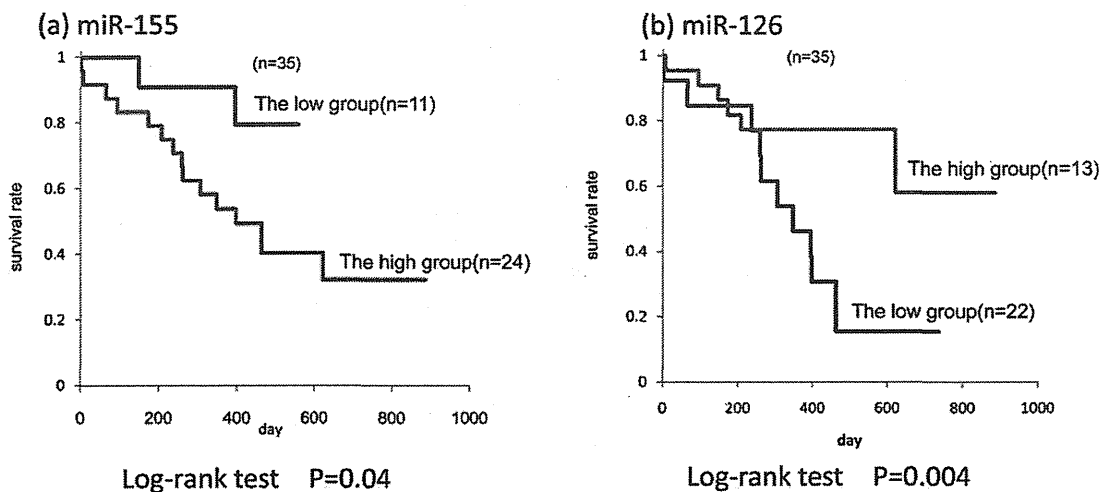 (a) miR-155
(n=35)
The low group(n=11)
The high group(n=24)
survival rate
1
0.8
0.6
0.4
0.2
0
0 200 400 600 800 1000
day
Log-rank test P=0.04
(b) miR-126
(n=35)
The high group(n=13)
The low group(n=22)
survival rate
1
0.8
0.6
0.4
0.2
0
0 200 400 600 800 1000
day
Log-rank test P=0.004